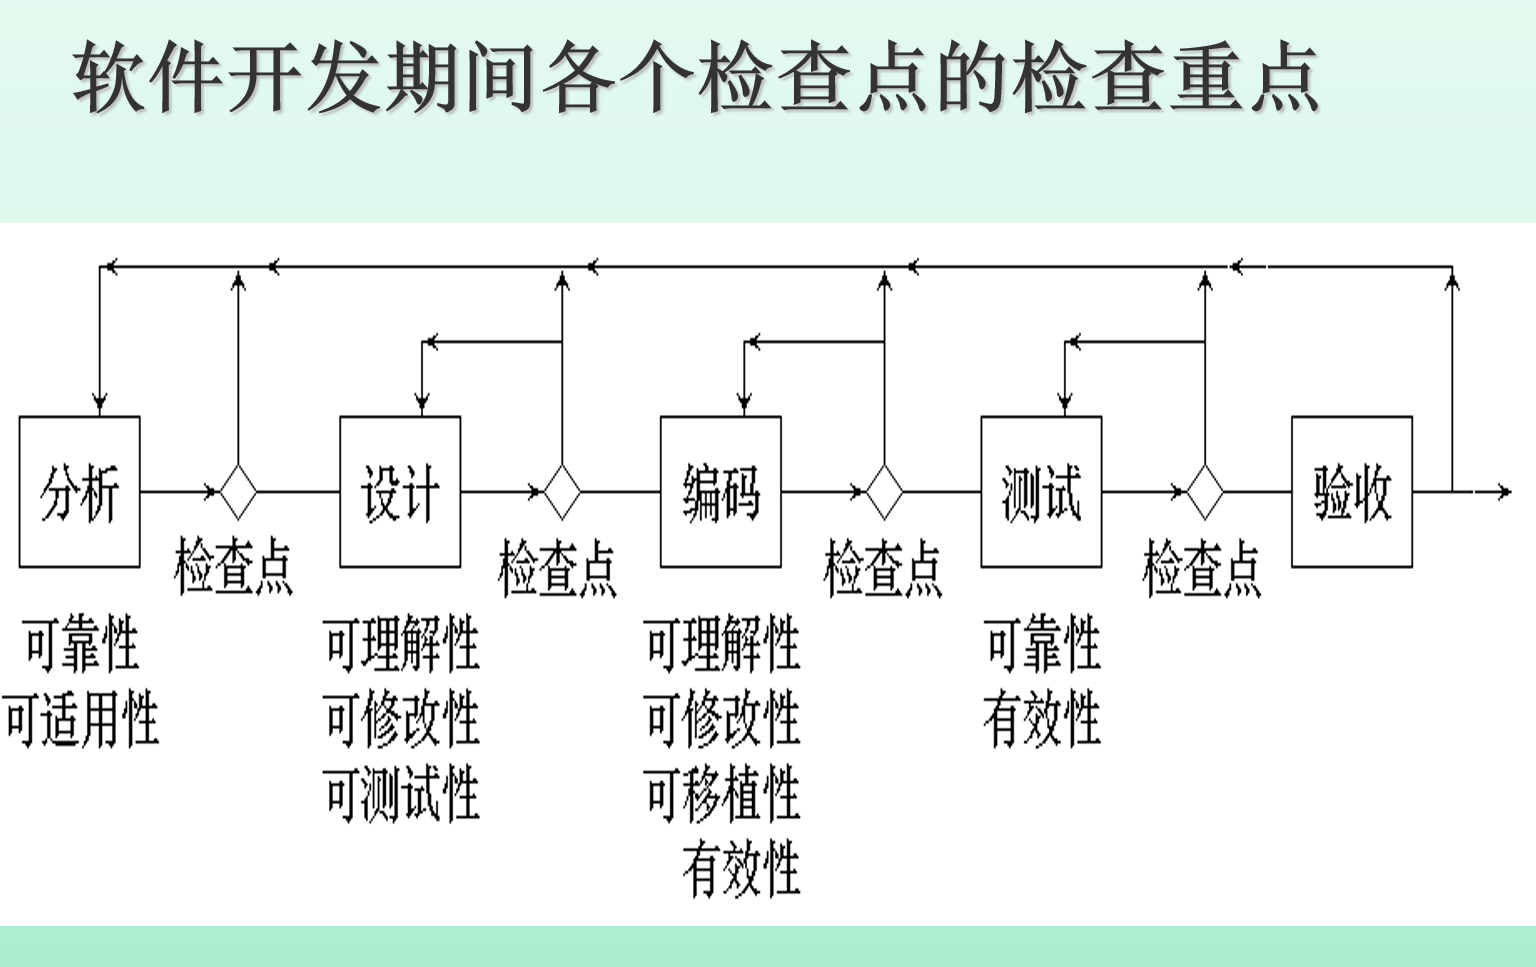 软件开发期间各个检查点的检查重点
分析
设计
编码
测试
验收
检查点
检查点
检查点
检查点
可靠性
可适用性
可理解性
可修改性
可测试性
可理解性
可修改性
可移植性
有效性
可靠性
有效性